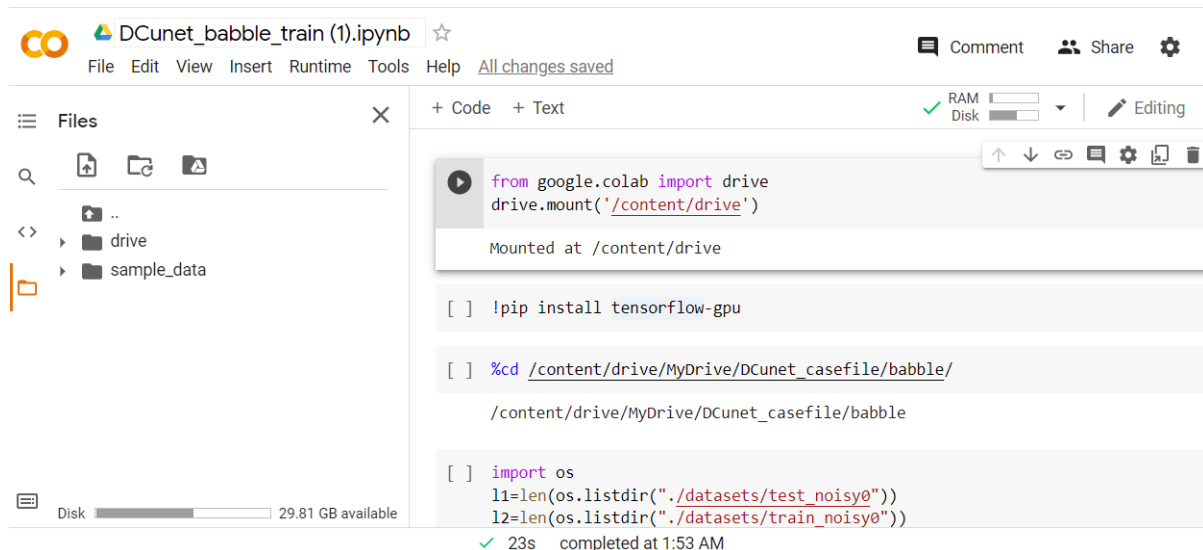 DCunet_babble_train (1).ipynb
File Edit View Insert Runtime Tools Help All changes saved
Comment Share
Files
+ Code + Text
RAM
Disk
Editing
..
drive
sample_data
from google.colab import drive
drive.mount('/content/drive')
Mounted at /content/drive
[ ] !pip install tensorflow-gpu
[ ] %cd /content/drive/MyDrive/DCunet_casefile/babble/
/content/drive/MyDrive/DCunet_casefile/babble
[ ] import os
l1=len(os.listdir("./datasets/test_noisy0"))
l2=len(os.listdir("./datasets/train_noisy0"))
Disk 29.81 GB available
23s completed at 1:53 AM